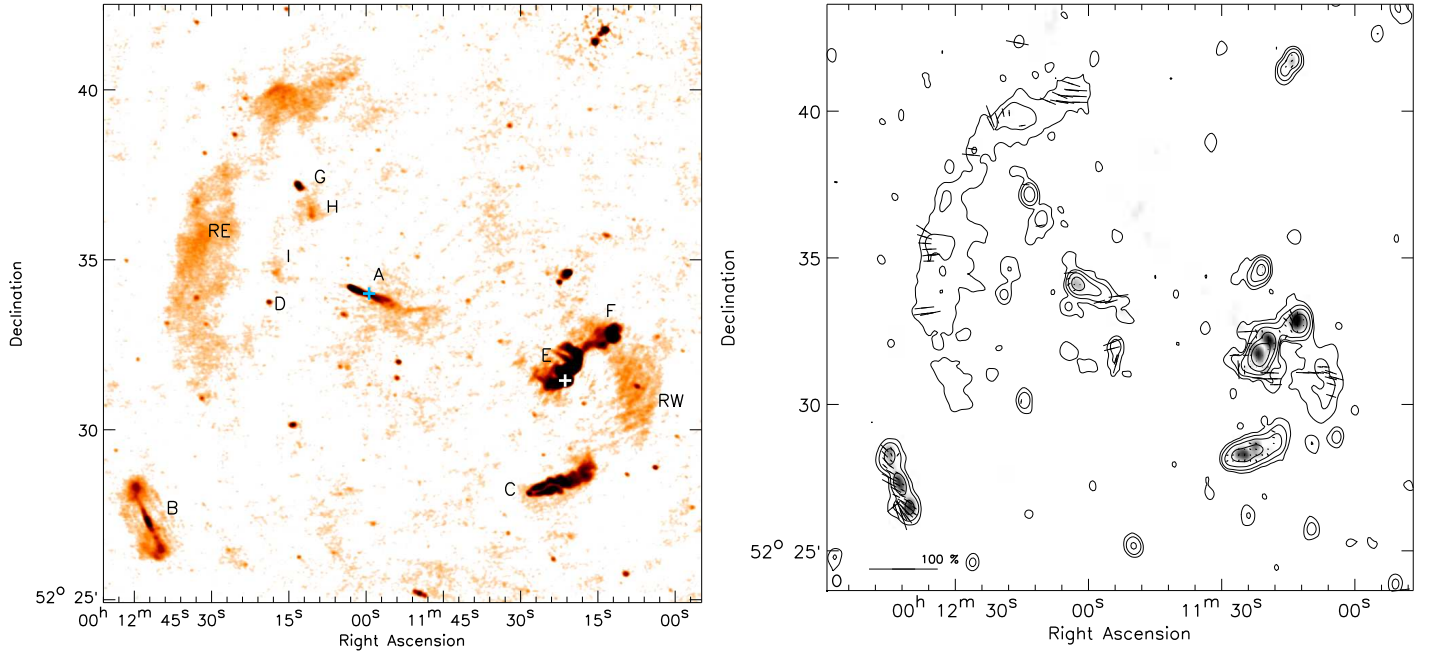 40
G
H
RE
35
I
A
D
F
E
RW
30
C
B
52° 25'
00ʰ 12ᵐ 45ˢ 30ˢ 15ˢ 00ˢ 11ᵐ 45ˢ 30ˢ 15ˢ 00ˢ
Right Ascension
Declination
40
35
30
52° 25'
100 %
00ʰ 12ᵐ 30ˢ 00ˢ 11ᵐ 30ˢ 00ˢ
Right Ascension
Declination